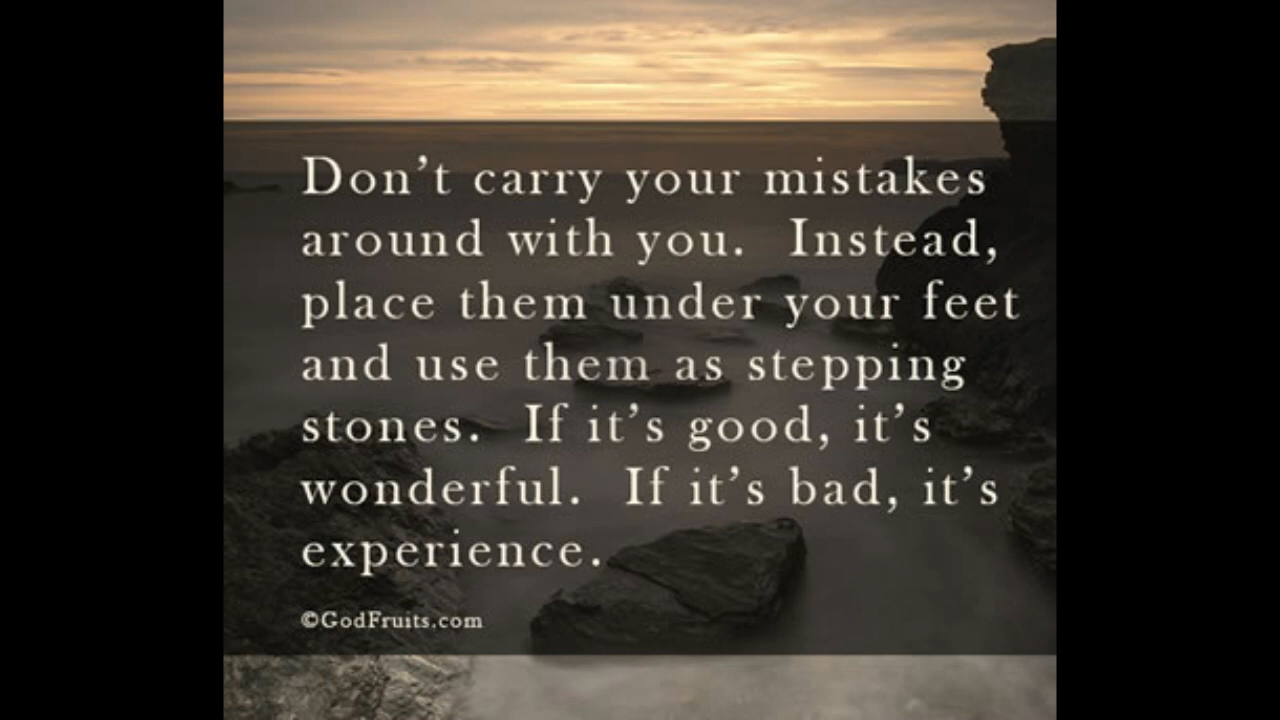 Don’t carry your mistakes
around with you. Instead,
place them under your feet
and use them as stepping
stones. If it’s good, it’s
wonderful. If it’s bad, it’s
experience.
©GodFruits.com